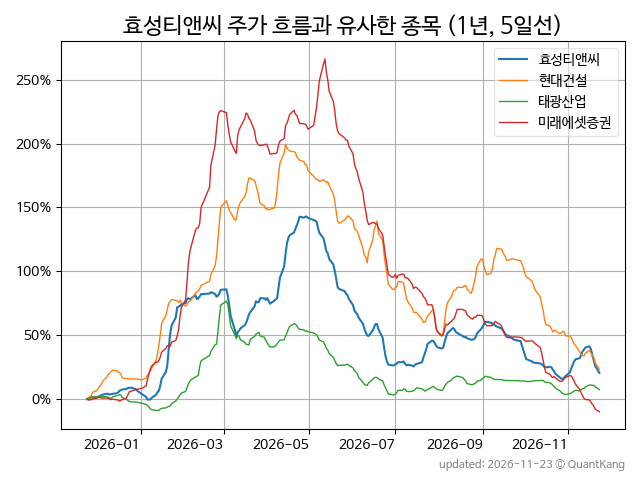 효성티앤씨 주가 흐름과 유사한 종목 (1년, 5일선)
효성티앤씨
현대건설
태광산업
미래에셋증권
250%
200%
150%
100%
50%
0%
2026-01 2026-03 2026-05 2026-07 2026-09 2026-11
updated: 2026-11-23 ⓒ QuantKang